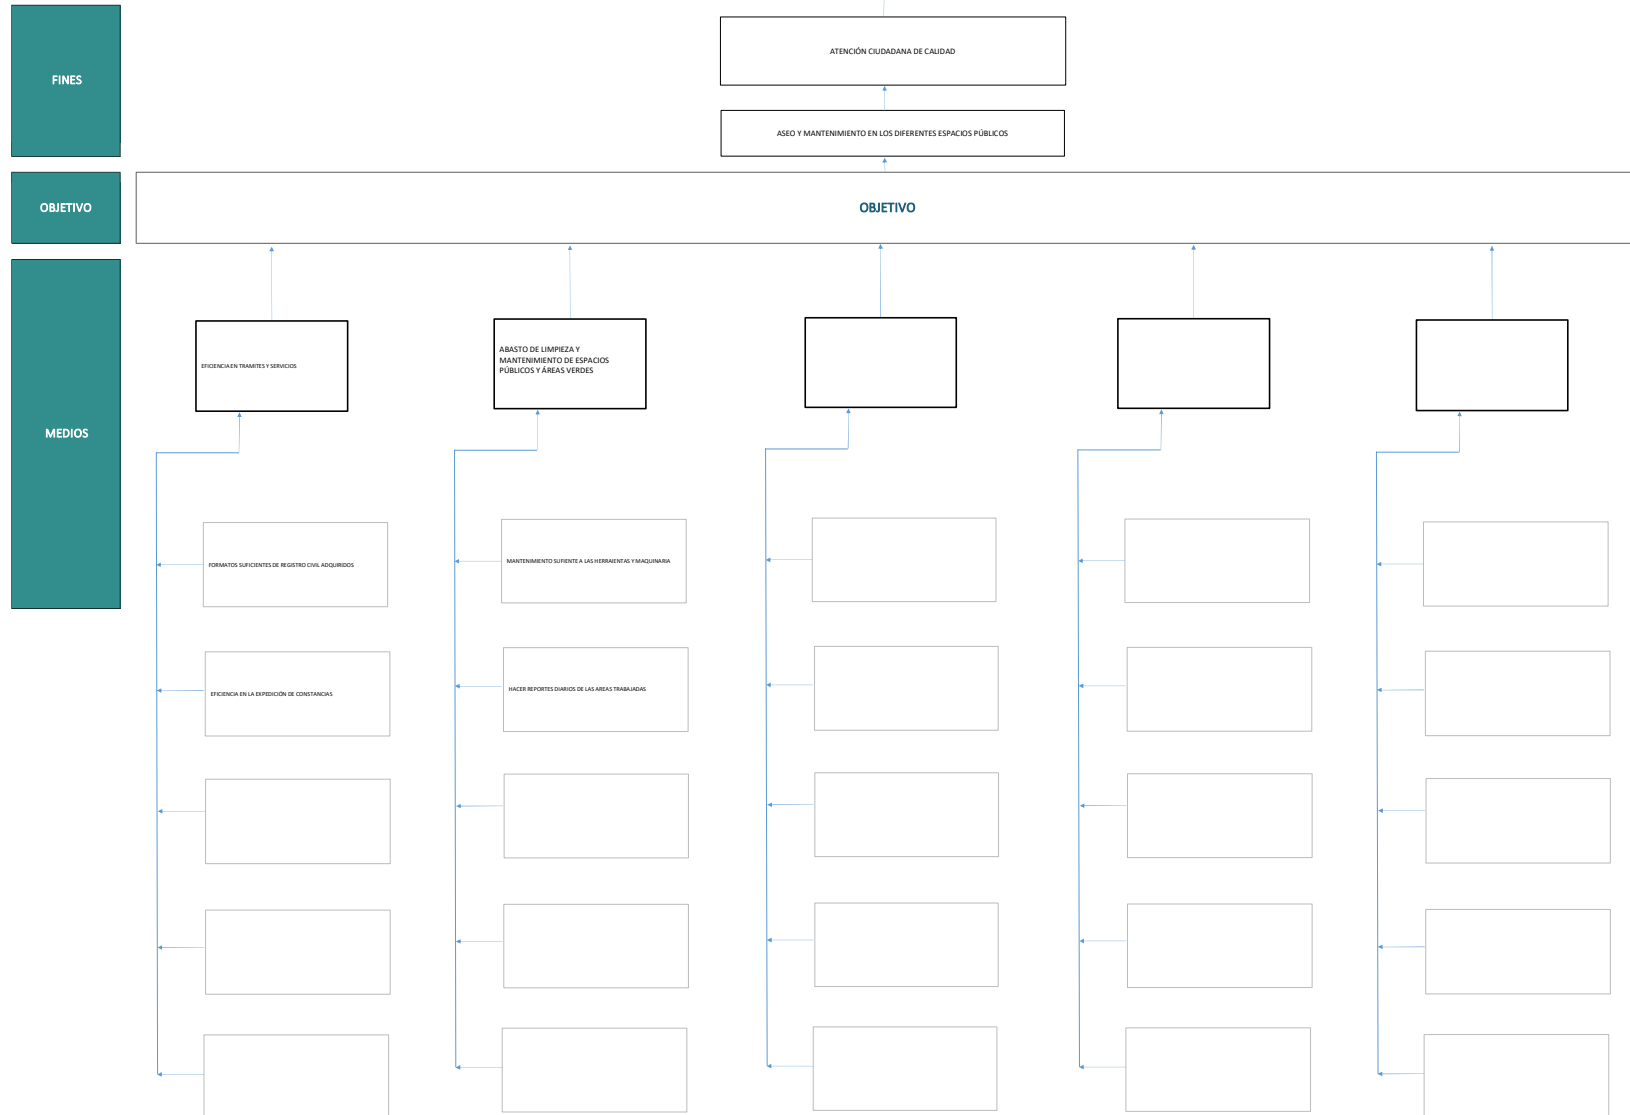 FINES
ATENCIÓN CIUDADANA DE CALIDAD
ASEO Y MANTENIMIENTO EN LOS DIFERENTES ESPACIOS PÚBLICOS
OBJETIVO
OBJETIVO
MEDIOS
EFICIENCIA EN TRAMITES Y SERVICIOS
ABASTO DE LIMPIEZA Y
MANTENIMIENTO DE ESPACIOS
PÚBLICOS Y ÁREAS VERDES
FORMATOS SUFICIENTES DE REGISTRO CIVIL ADQUIRIDOS
MANTENIMIENTO SUFIENTE A LAS HERRAIENTAS Y MAQUINARIA
EFICIENCIA EN LA EXPEDICIÓN DE CONSTANCIAS
HACER REPORTES DIARIOS DE LAS AREAS TRABAJADAS